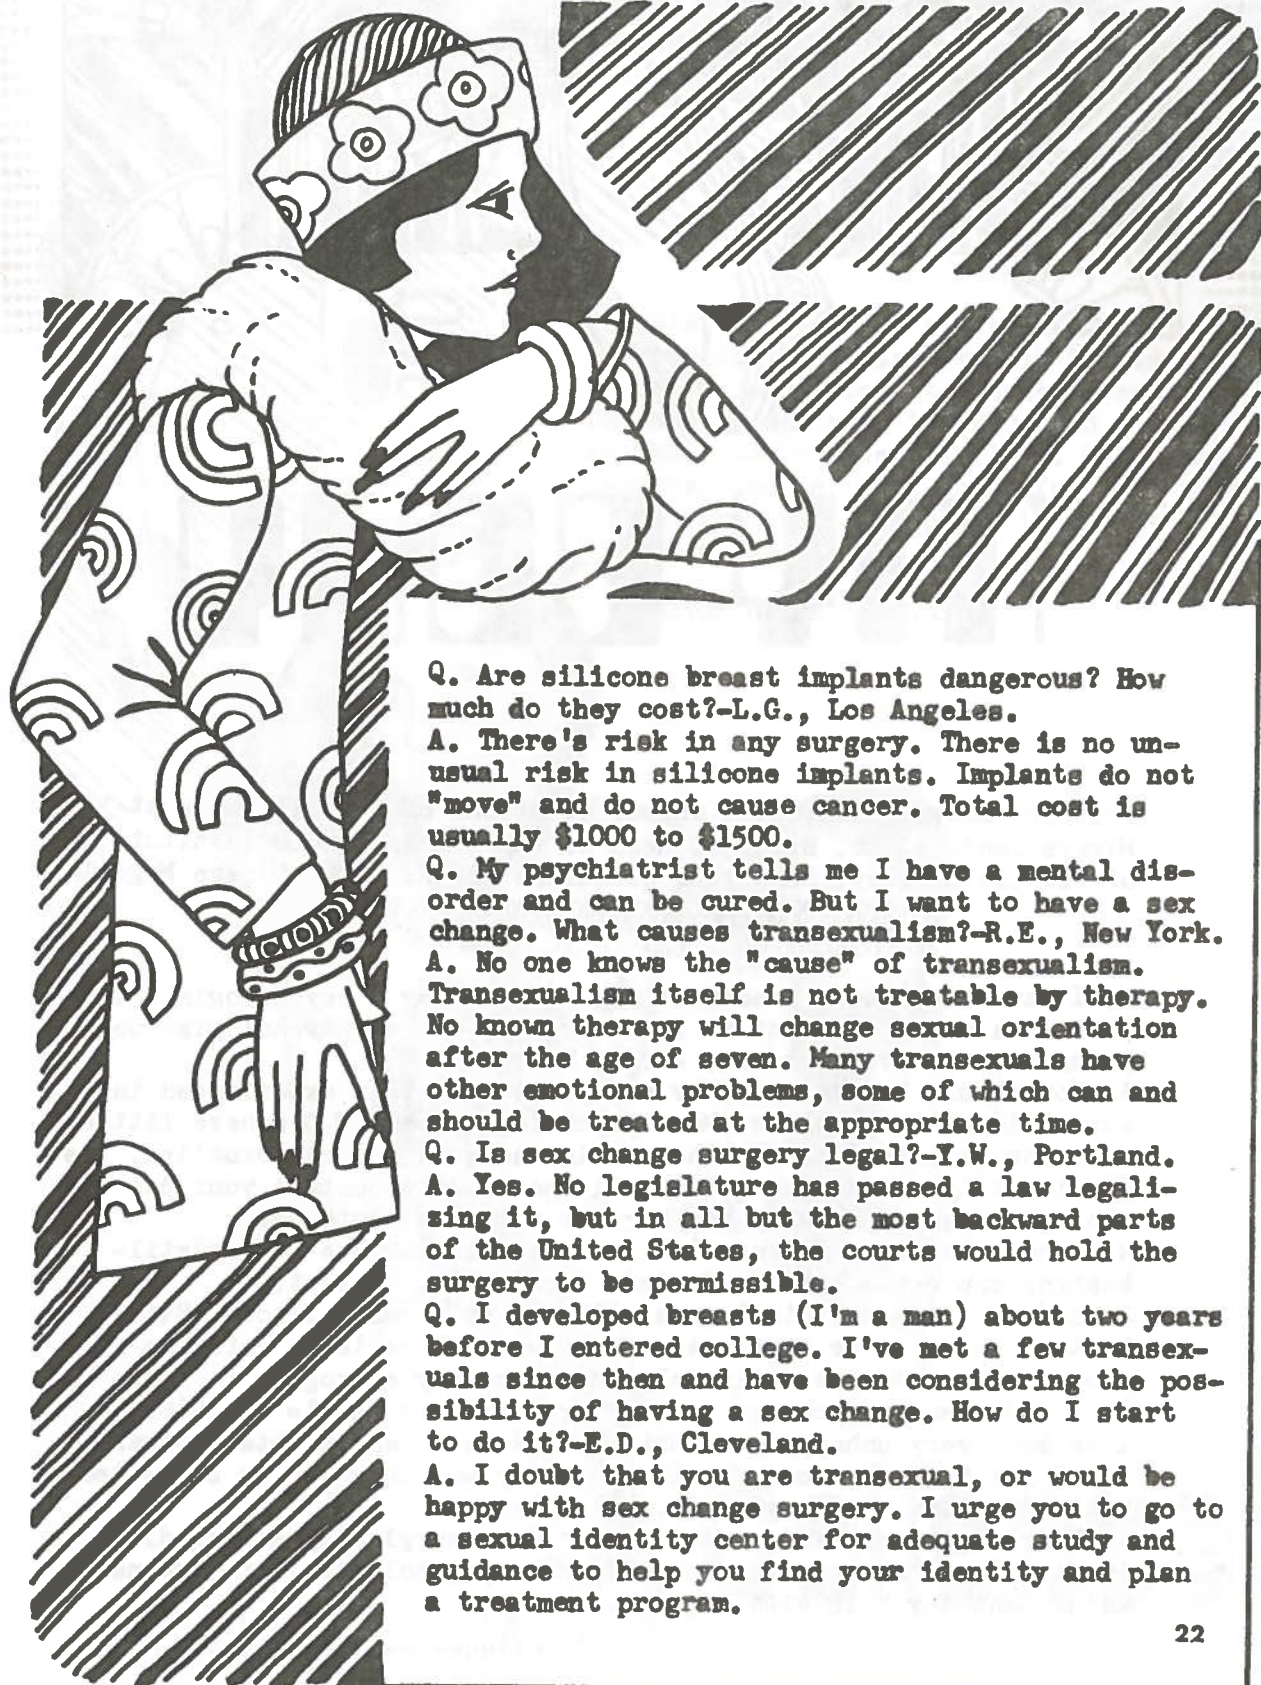 Q. Are silicone breast implants dangerous? How
much do they cost?-L.G., Los Angeles.
A. There's risk in any surgery. There is no un-
usual risk in silicone implants. Implants do not
"move" and do not cause cancer. Total cost is
usually $1000 to $1500.
Q. My psychiatrist tells me I have a mental dis-
order and can be cured. But I want to have a sex
change. What causes transexualism?-R.E., New York.
A. No one knows the "cause" of transexualism.
Transexualism itself is not treatable by therapy.
No known therapy will change sexual orientation
after the age of seven. Many transexuals have
other emotional problems, some of which can and
should be treated at the appropriate time.
Q. Is sex change surgery legal?-Y.W., Portland.
A. Yes. No legislature has passed a law legali-
sing it, but in all but the most backward parts
of the United States, the courts would hold the
surgery to be permissible.
Q. I developed breasts (I'm a man) about two years
before I entered college. I've met a few transex-
uals since then and have been considering the pos-
sibility of having a sex change. How do I start
to do it?-E.D., Cleveland.
A. I doubt that you are transexual, or would be
happy with sex change surgery. I urge you to go to
a sexual identity center for adequate study and
guidance to help you find your identity and plan
a treatment program.
22